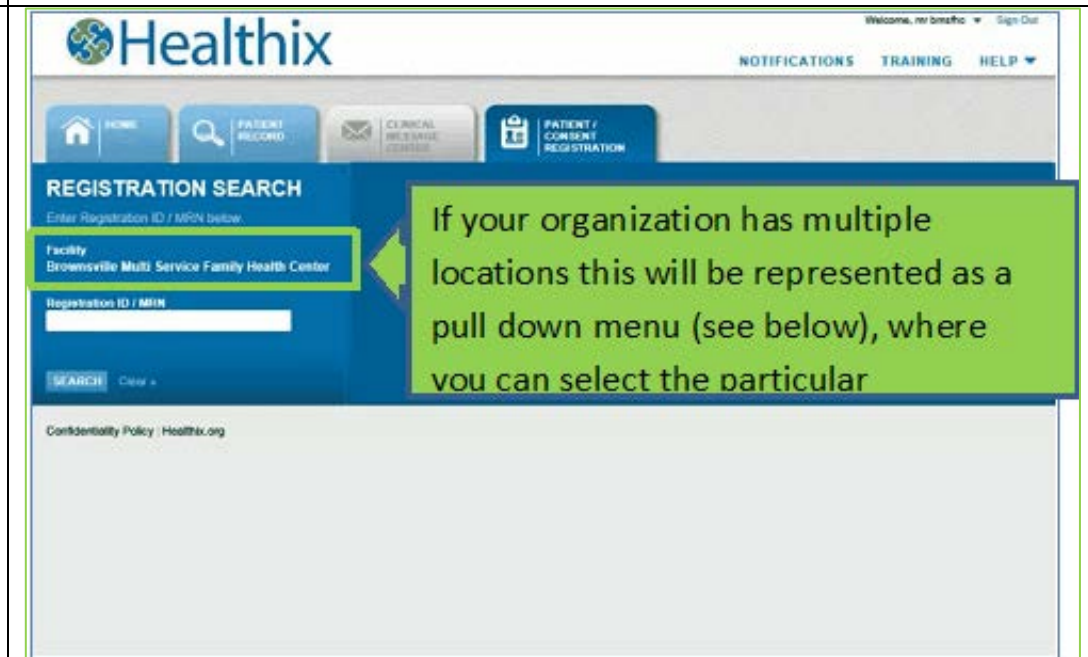 Healthix
Welcome, mr bmsfhc Sign Out
NOTIFICATIONS TRAINING HELP
HOME
PATIENT
RECORD
CLINICAL
MESSAGE
CENTER
PATIENT /
CONSENT
REGISTRATION
REGISTRATION SEARCH
Enter Registration ID / MRN below.
Facility
Brownsville Multi Service Family Health Center
Registration ID / MRN
SEARCH Clear
If your organization has multiple
locations this will be represented as a
pull down menu (see below), where
you can select the particular
Confidentiality Policy | Healthix.org